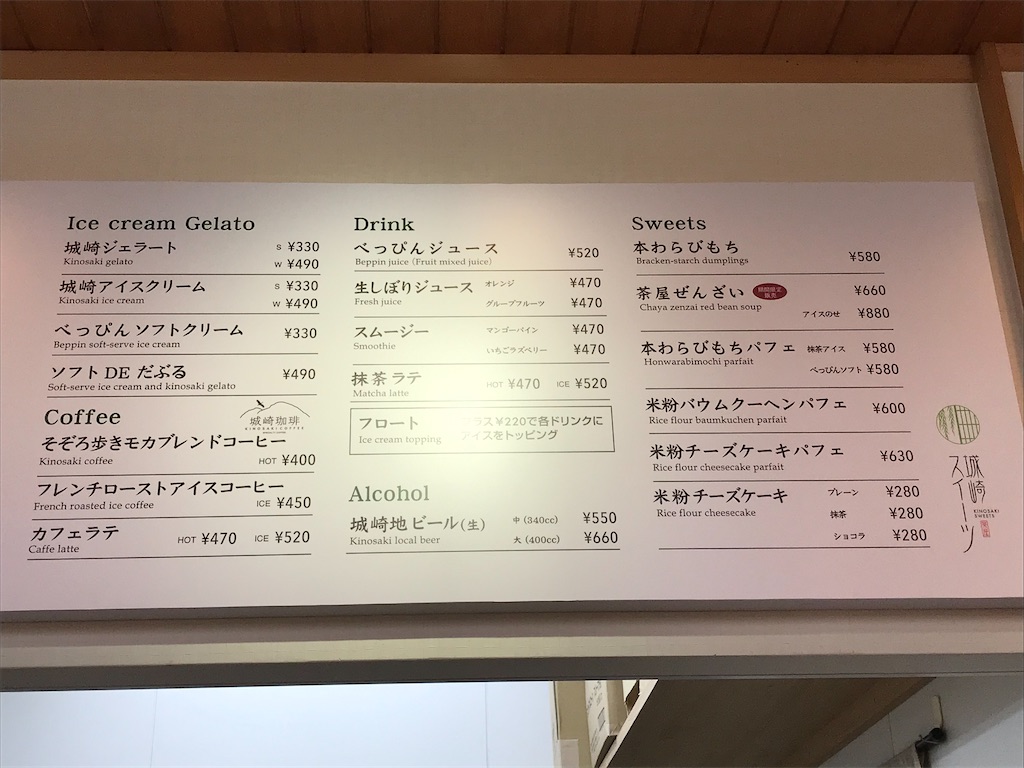 Ice cream Gelato
城崎ジェラート S ¥330
Kinosaki gelato W ¥490
城崎アイスクリーム S ¥330
Kinosaki ice cream W ¥490
べっぴんソフトクリーム ¥330
Beppin soft-serve ice cream
ソフトDEだぶる ¥490
Soft-serve ice cream and kinosaki gelato
Coffee
城崎珈琲
KINOSAKI COFFEE
そぞろ歩きモカブレンドコーヒー
Kinosaki coffee HOT ¥400
フレンチローストアイスコーヒー
French roasted ice coffee ICE ¥450
カフェラテ HOT ¥470 ICE ¥520
Caffe latte
Drink
べっぴんジュース ¥520
Beppin juice (Fruit mixed juice)
生しぼりジュース オレンジ ¥470
Fresh juice グループフルーツ ¥470
スムージー マンゴーパイン ¥470
Smoothie いちごラズベリー ¥470
抹茶ラテ HOT ¥470 ICE ¥520
Matcha latte
フロート プラス¥220で各ドリンクに
Ice cream topping アイスをトッピング
Alcohol
城崎地ビール(生) 中(340cc) ¥550
Kinosaki local beer 大(400cc) ¥660
Sweets
本わらびもち
Bracken-starch dumplings ¥580
茶屋ぜんざい 期間限定 販売 ¥660
Chaya zenzai red bean soup アイスのせ ¥880
本わらびもちパフェ 抹茶アイス ¥580
Honwarabimochi parfait べっぴんソフト ¥580
米粉バウムクーヘンパフェ ¥600
Rice flour baumkuchen parfait
米粉チーズケーキパフェ ¥630
Rice flour cheesecake parfait
米粉チーズケーキ プレーン ¥280
Rice flour cheesecake 抹茶 ¥280
ショコラ ¥280
城崎スイーツ
KINOSAKI SWEETS